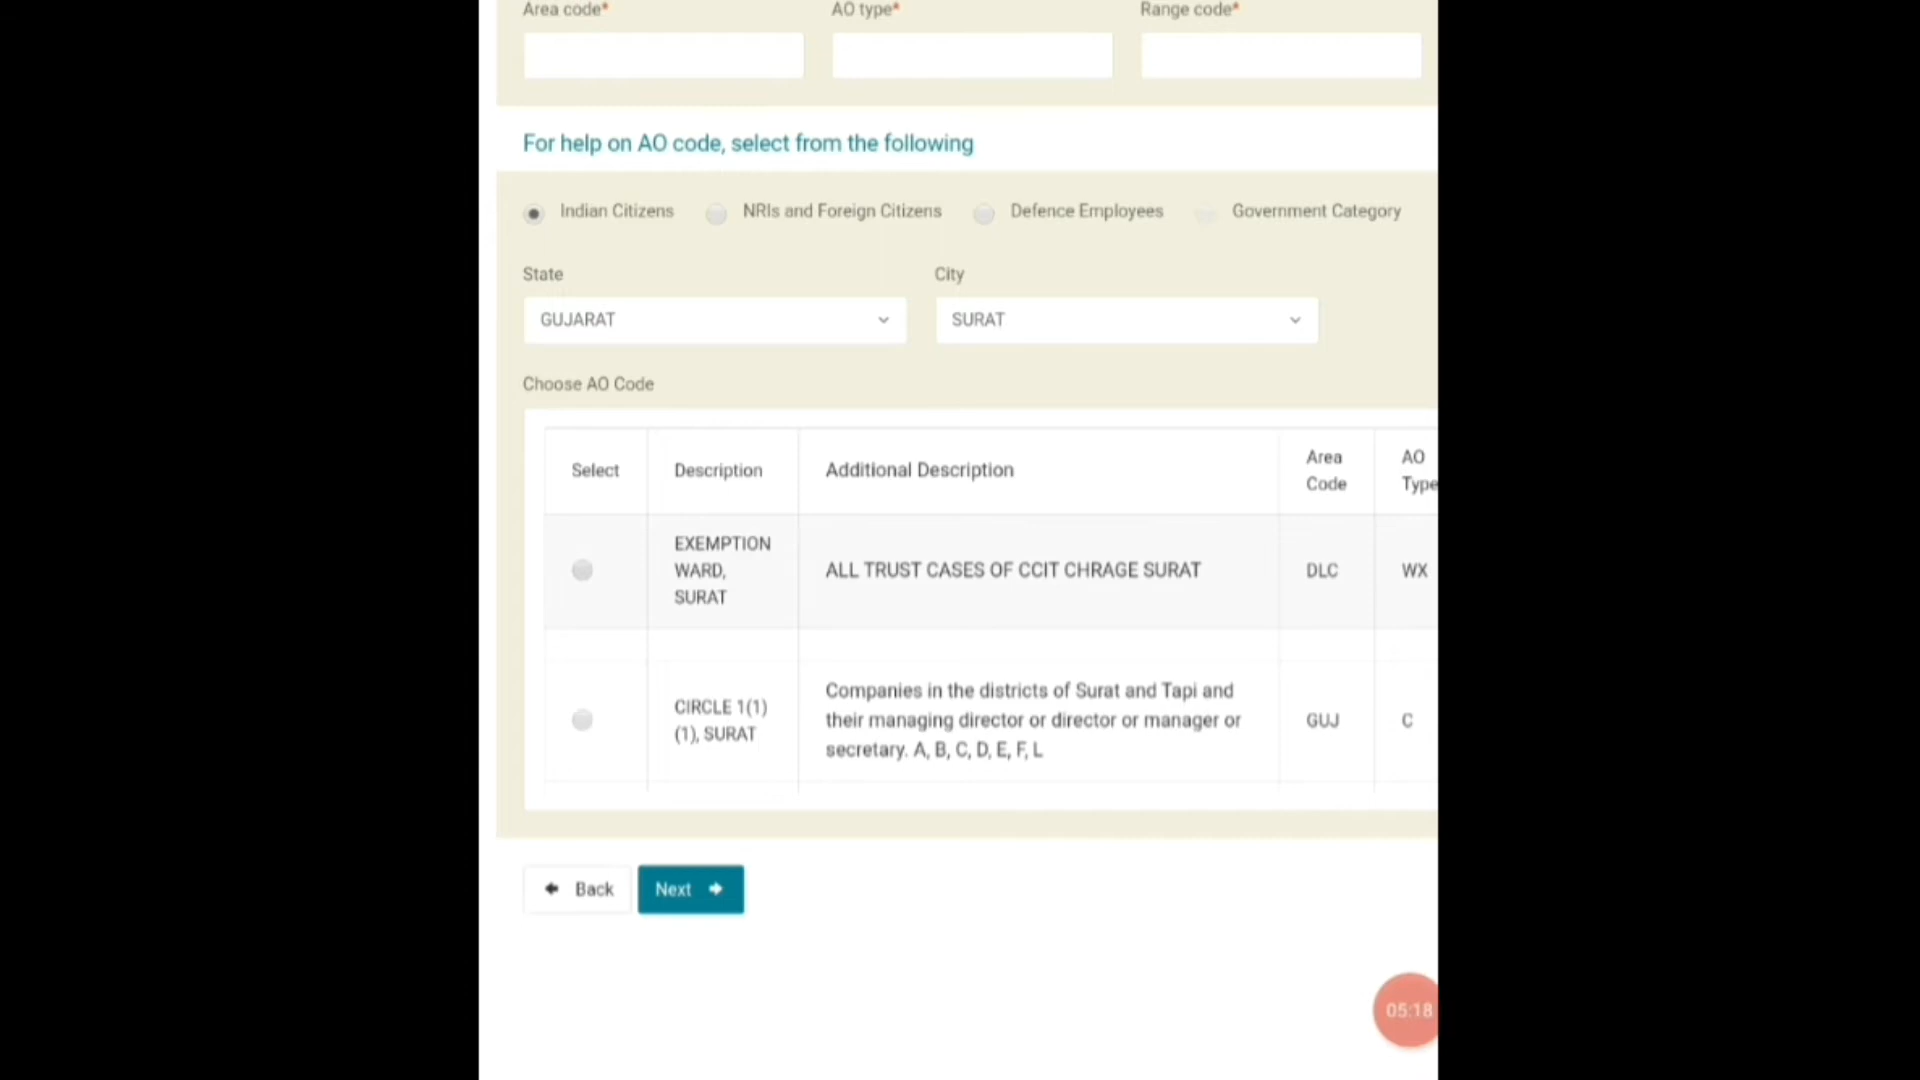 Area code* AO type* Range code*
For help on AO code, select from the following
Indian Citizens NRIs and Foreign Citizens Defence Employees Government Category
State City
GUJARAT SURAT
Choose AO Code
Select Description Additional Description Area Code AO Type
EXEMPTION WARD, SURAT ALL TRUST CASES OF CCIT CHRAGE SURAT DLC WX
CIRCLE 1(1)(1), SURAT Companies in the districts of Surat and Tapi and
their managing director or director or manager or GUJ C
secretary. A, B, C, D, E, F, L
Back Next
05:18